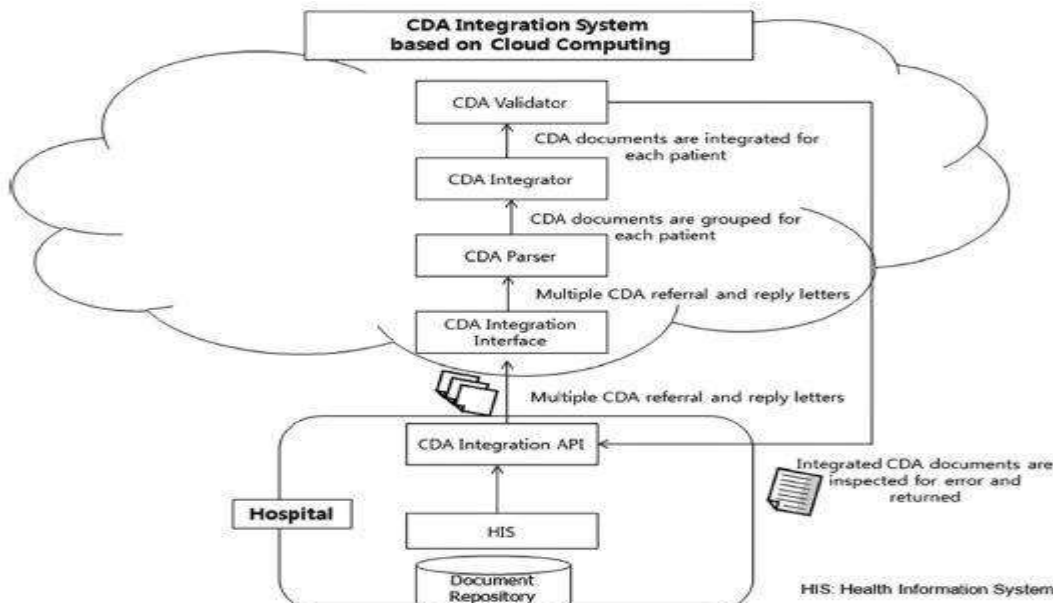 CDA Integration System
based on Cloud Computing
CDA Validator
CDA documents are integrated for
each patient
CDA Integrator
CDA documents are grouped for
each patient
CDA Parser
Multiple CDA referral and reply letters
CDA Integration
Interface
Multiple CDA referral and reply letters
CDA Integration API
Integrated CDA documents are
inspected for error and
returned
Hospital
HIS
Document
Repository
HIS: Health Information System